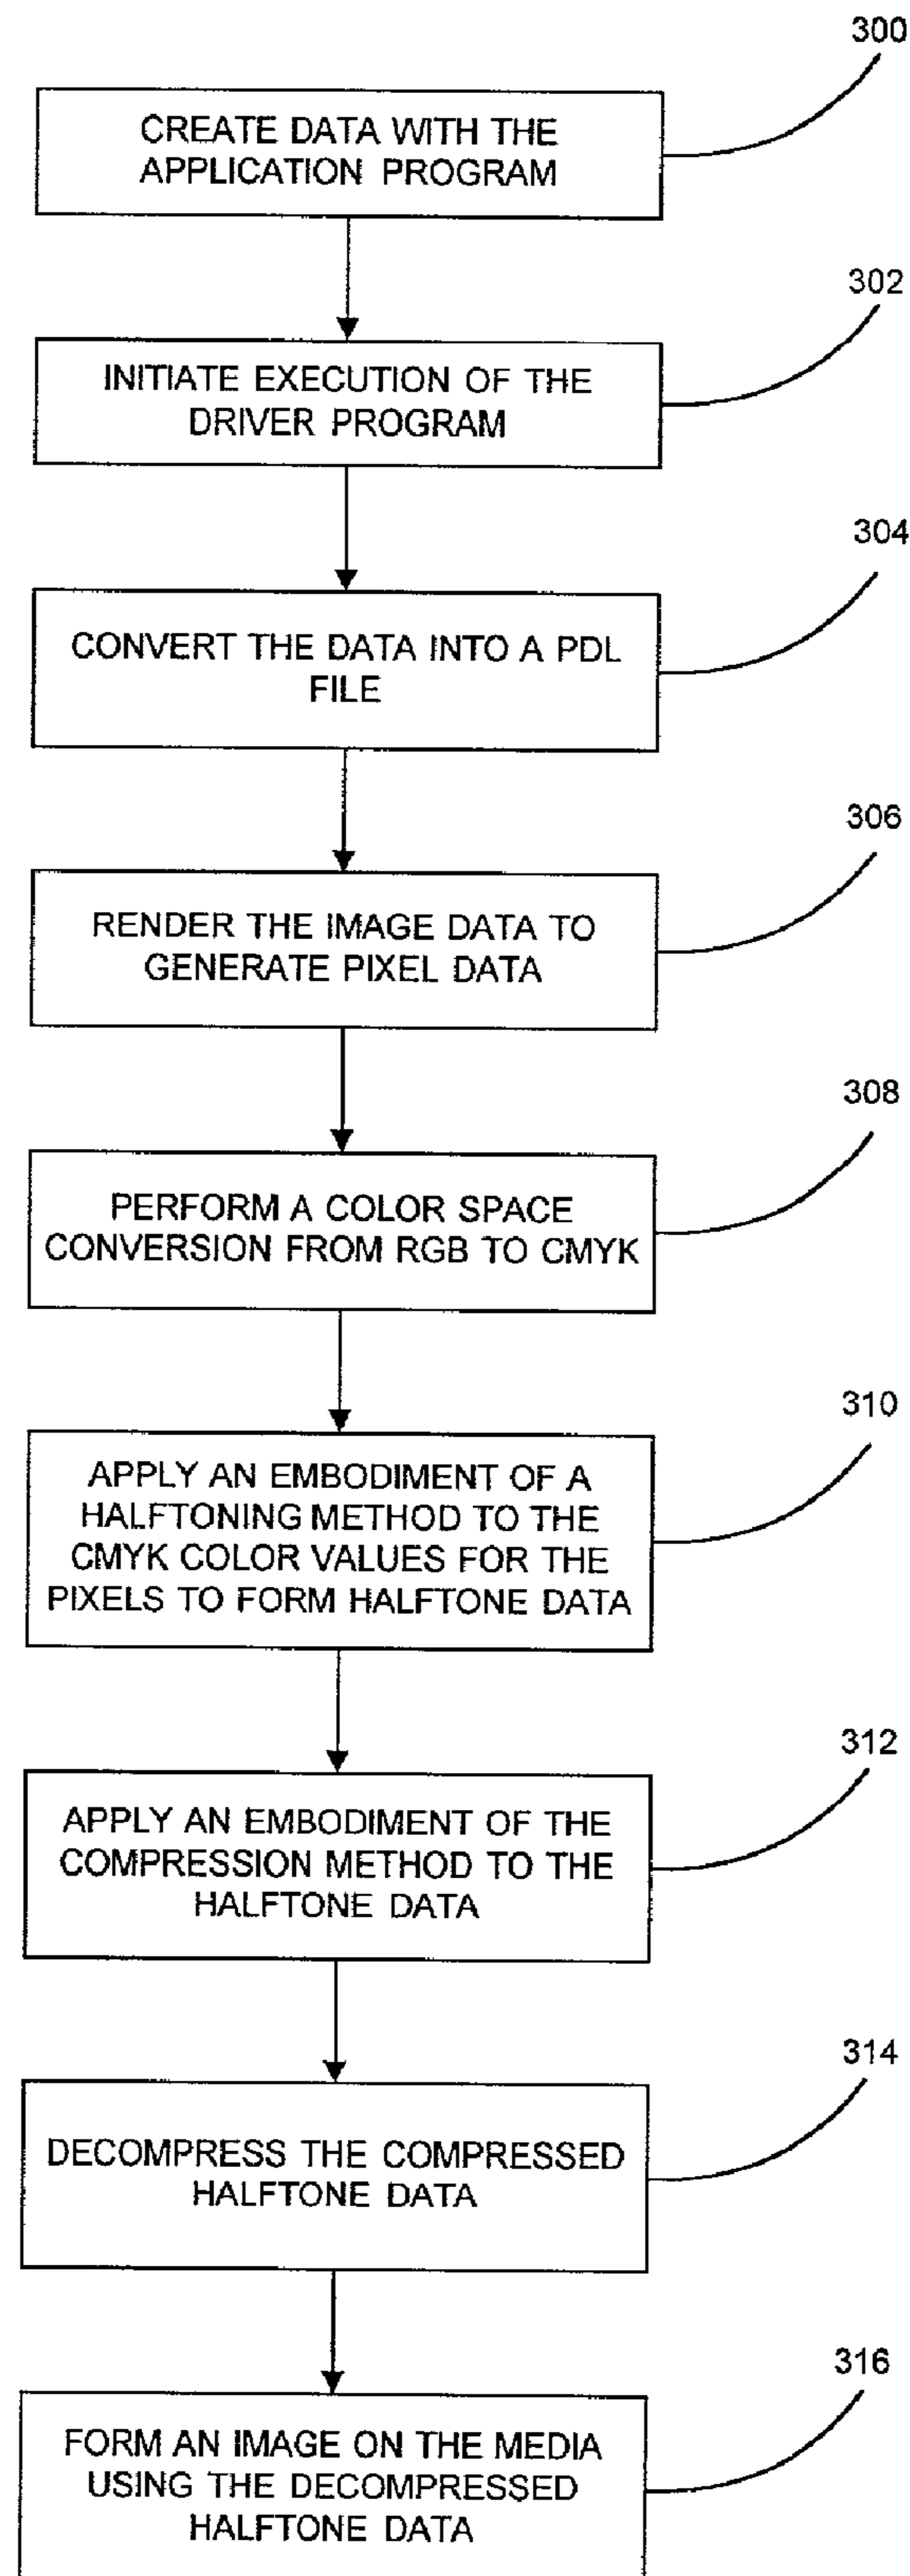 300
CREATE DATA WITH THE
APPLICATION PROGRAM
302
INITIATE EXECUTION OF THE
DRIVER PROGRAM
304
CONVERT THE DATA INTO A PDL
FILE
306
RENDER THE IMAGE DATA TO
GENERATE PIXEL DATA
308
PERFORM A COLOR SPACE
CONVERSION FROM RGB TO CMYK
310
APPLY AN EMBODIMENT OF A
HALFTONING METHOD TO THE
CMYK COLOR VALUES FOR THE
PIXELS TO FORM HALFTONE DATA
312
APPLY AN EMBODIMENT OF THE
COMPRESSION METHOD TO THE
HALFTONE DATA
314
DECOMPRESS THE COMPRESSED
HALFTONE DATA
316
FORM AN IMAGE ON THE MEDIA
USING THE DECOMPRESSED
HALFTONE DATA